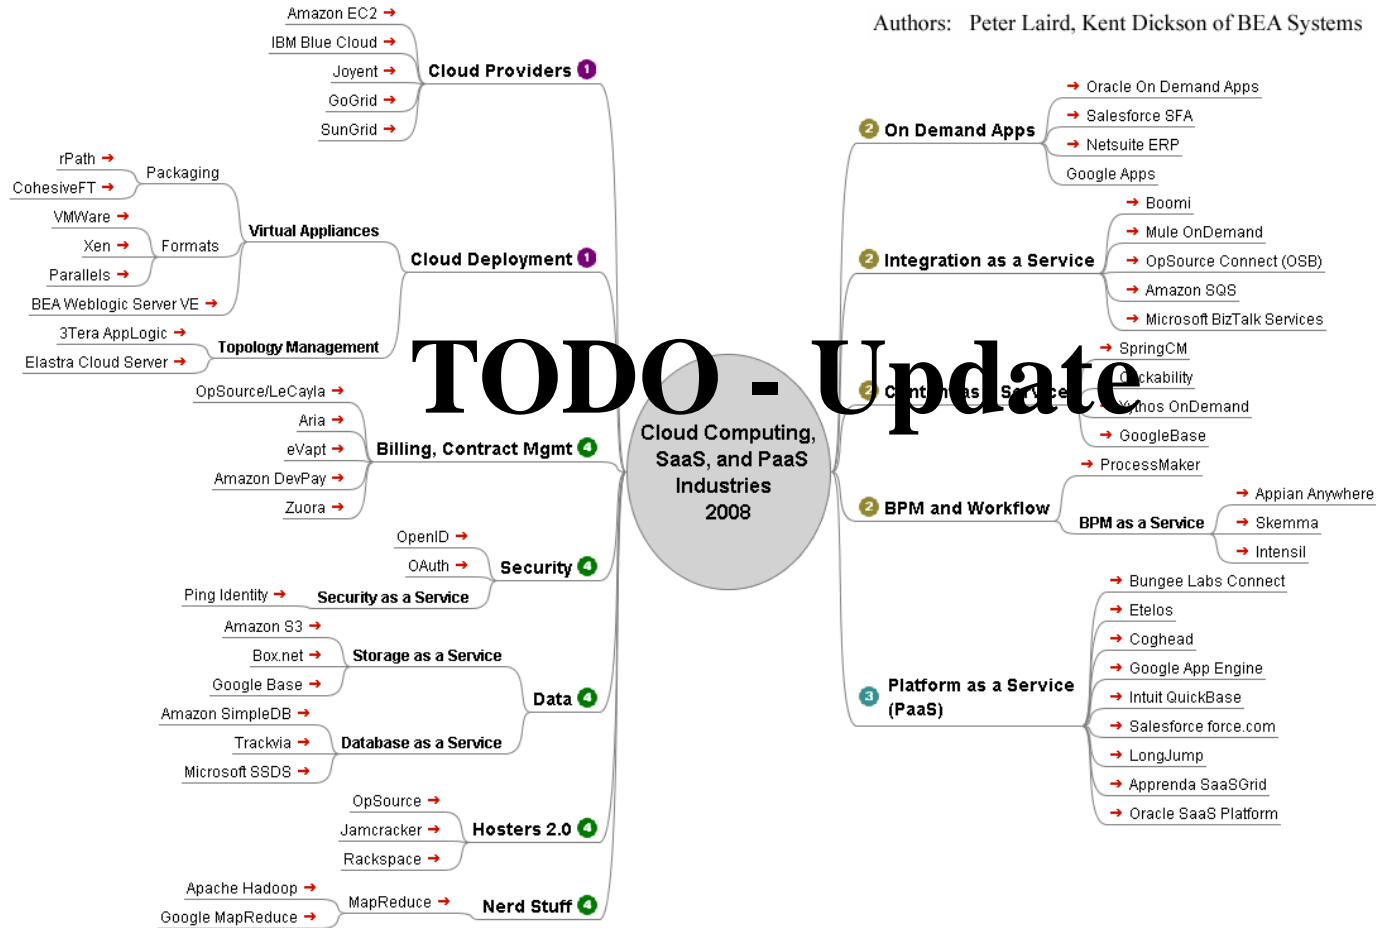 Authors: Peter Laird, Kent Dickson of BEA Systems
Amazon EC2
IBM Blue Cloud
Joyent
GoGrid
SunGrid
Cloud Providers 1
rPath
CohesiveFT
Packaging
VMWare
Xen
Parallels
Formats
BEA Weblogic Server VE
Virtual Appliances
3Tera AppLogic
Elastra Cloud Server
Topology Management
Cloud Deployment 1
OpSource/LeCayla
Aria
eVapt
Amazon DevPay
Zuora
Billing, Contract Mgmt 4
OpenID
OAuth
Ping Identity
Security as a Service
Security 4
Amazon S3
Box.net
Google Base
Storage as a Service
Amazon SimpleDB
Trackvia
Microsoft SSDS
Database as a Service
Data 4
OpSource
Jamcracker
Rackspace
Hosters 2.0 4
Apache Hadoop
Google MapReduce
MapReduce
Nerd Stuff 4
TODO - Update
Cloud Computing,
SaaS, and PaaS
Industries
2008
2 On Demand Apps
Oracle On Demand Apps
Salesforce SFA
Netsuite ERP
Google Apps
2 Integration as a Service
Boomi
Mule OnDemand
OpSource Connect (OSB)
Amazon SQS
Microsoft BizTalk Services
2 Content as a Service
SpringCM
Clickability
Xythos OnDemand
GoogleBase
2 BPM and Workflow
ProcessMaker
BPM as a Service
Appian Anywhere
Skemma
Intensil
3 Platform as a Service
(PaaS)
Bungee Labs Connect
Etelos
Coghead
Google App Engine
Intuit QuickBase
Salesforce force.com
LongJump
Apprenda SaaSGrid
Oracle SaaS Platform